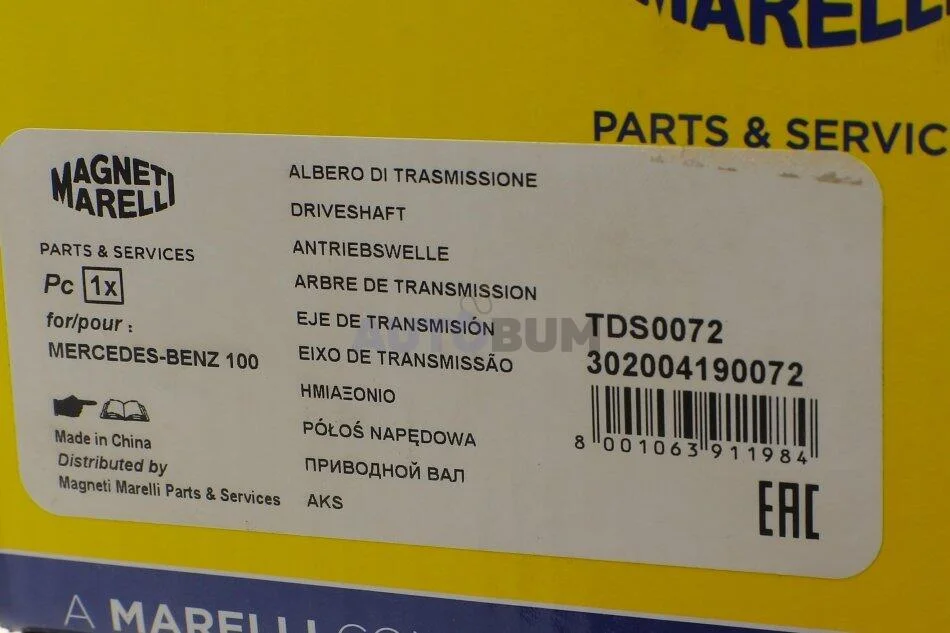 MARELLI
PARTS & SERVIC
MAGNETI
MARELLI
PARTS & SERVICES
Pc 1x
for/pour :
MERCEDES-BENZ 100
Made in China
Distributed by
Magneti Marelli Parts & Services
ALBERO DI TRASMISSIONE
DRIVESHAFT
ANTRIEBSWELLE
ARBRE DE TRANSMISSION
EJE DE TRANSMISIÓN
EIXO DE TRANSMISSÃO
ΗΜΙΑΞΟΝΙΟ
PÓŁOŚ NAPĘDOWA
ПРИВОДНОЙ ВАЛ
AKS
AUTOBUM
TDS0072
302004190072
8 001063 911984
EAC
A MARELLI CO